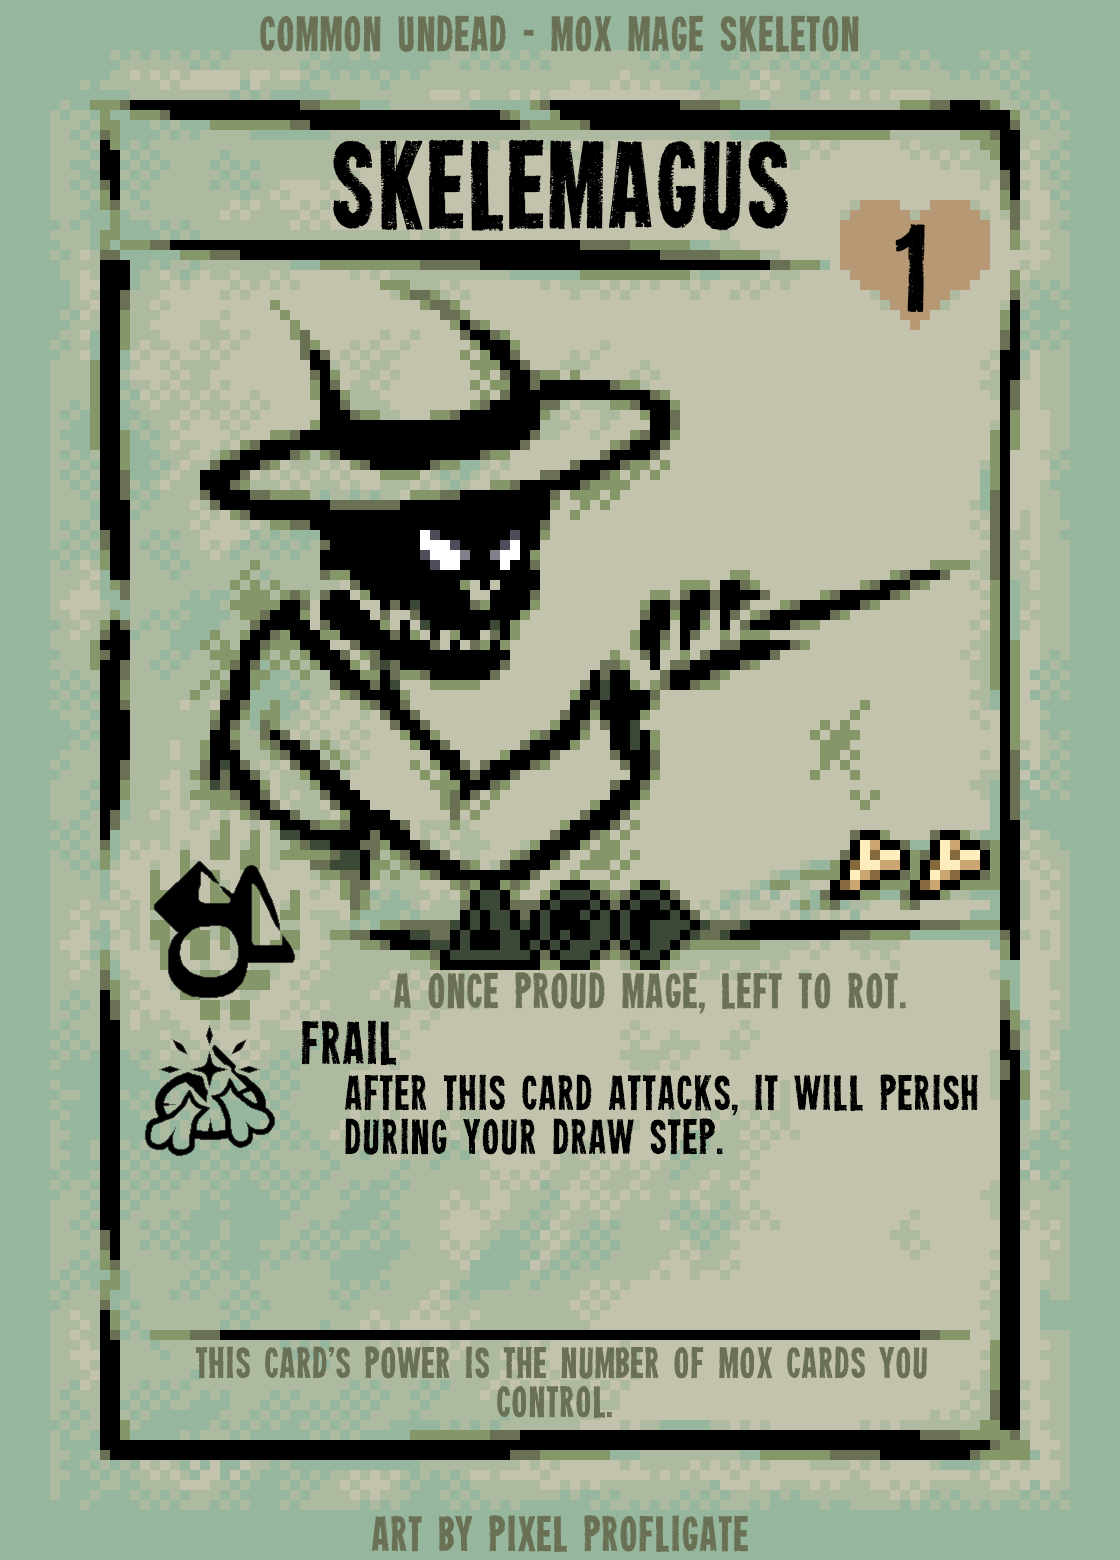 COMMON UNDEAD - MOX MAGE SKELETON
SKELEMAGUS
1
A ONCE PROUD MAGE, LEFT TO ROT.
FRAIL
AFTER THIS CARD ATTACKS, IT WILL PERISH
DURING YOUR DRAW STEP.
THIS CARD'S POWER IS THE NUMBER OF MOX CARDS YOU
CONTROL.
ART BY PIXEL PROFLIGATE